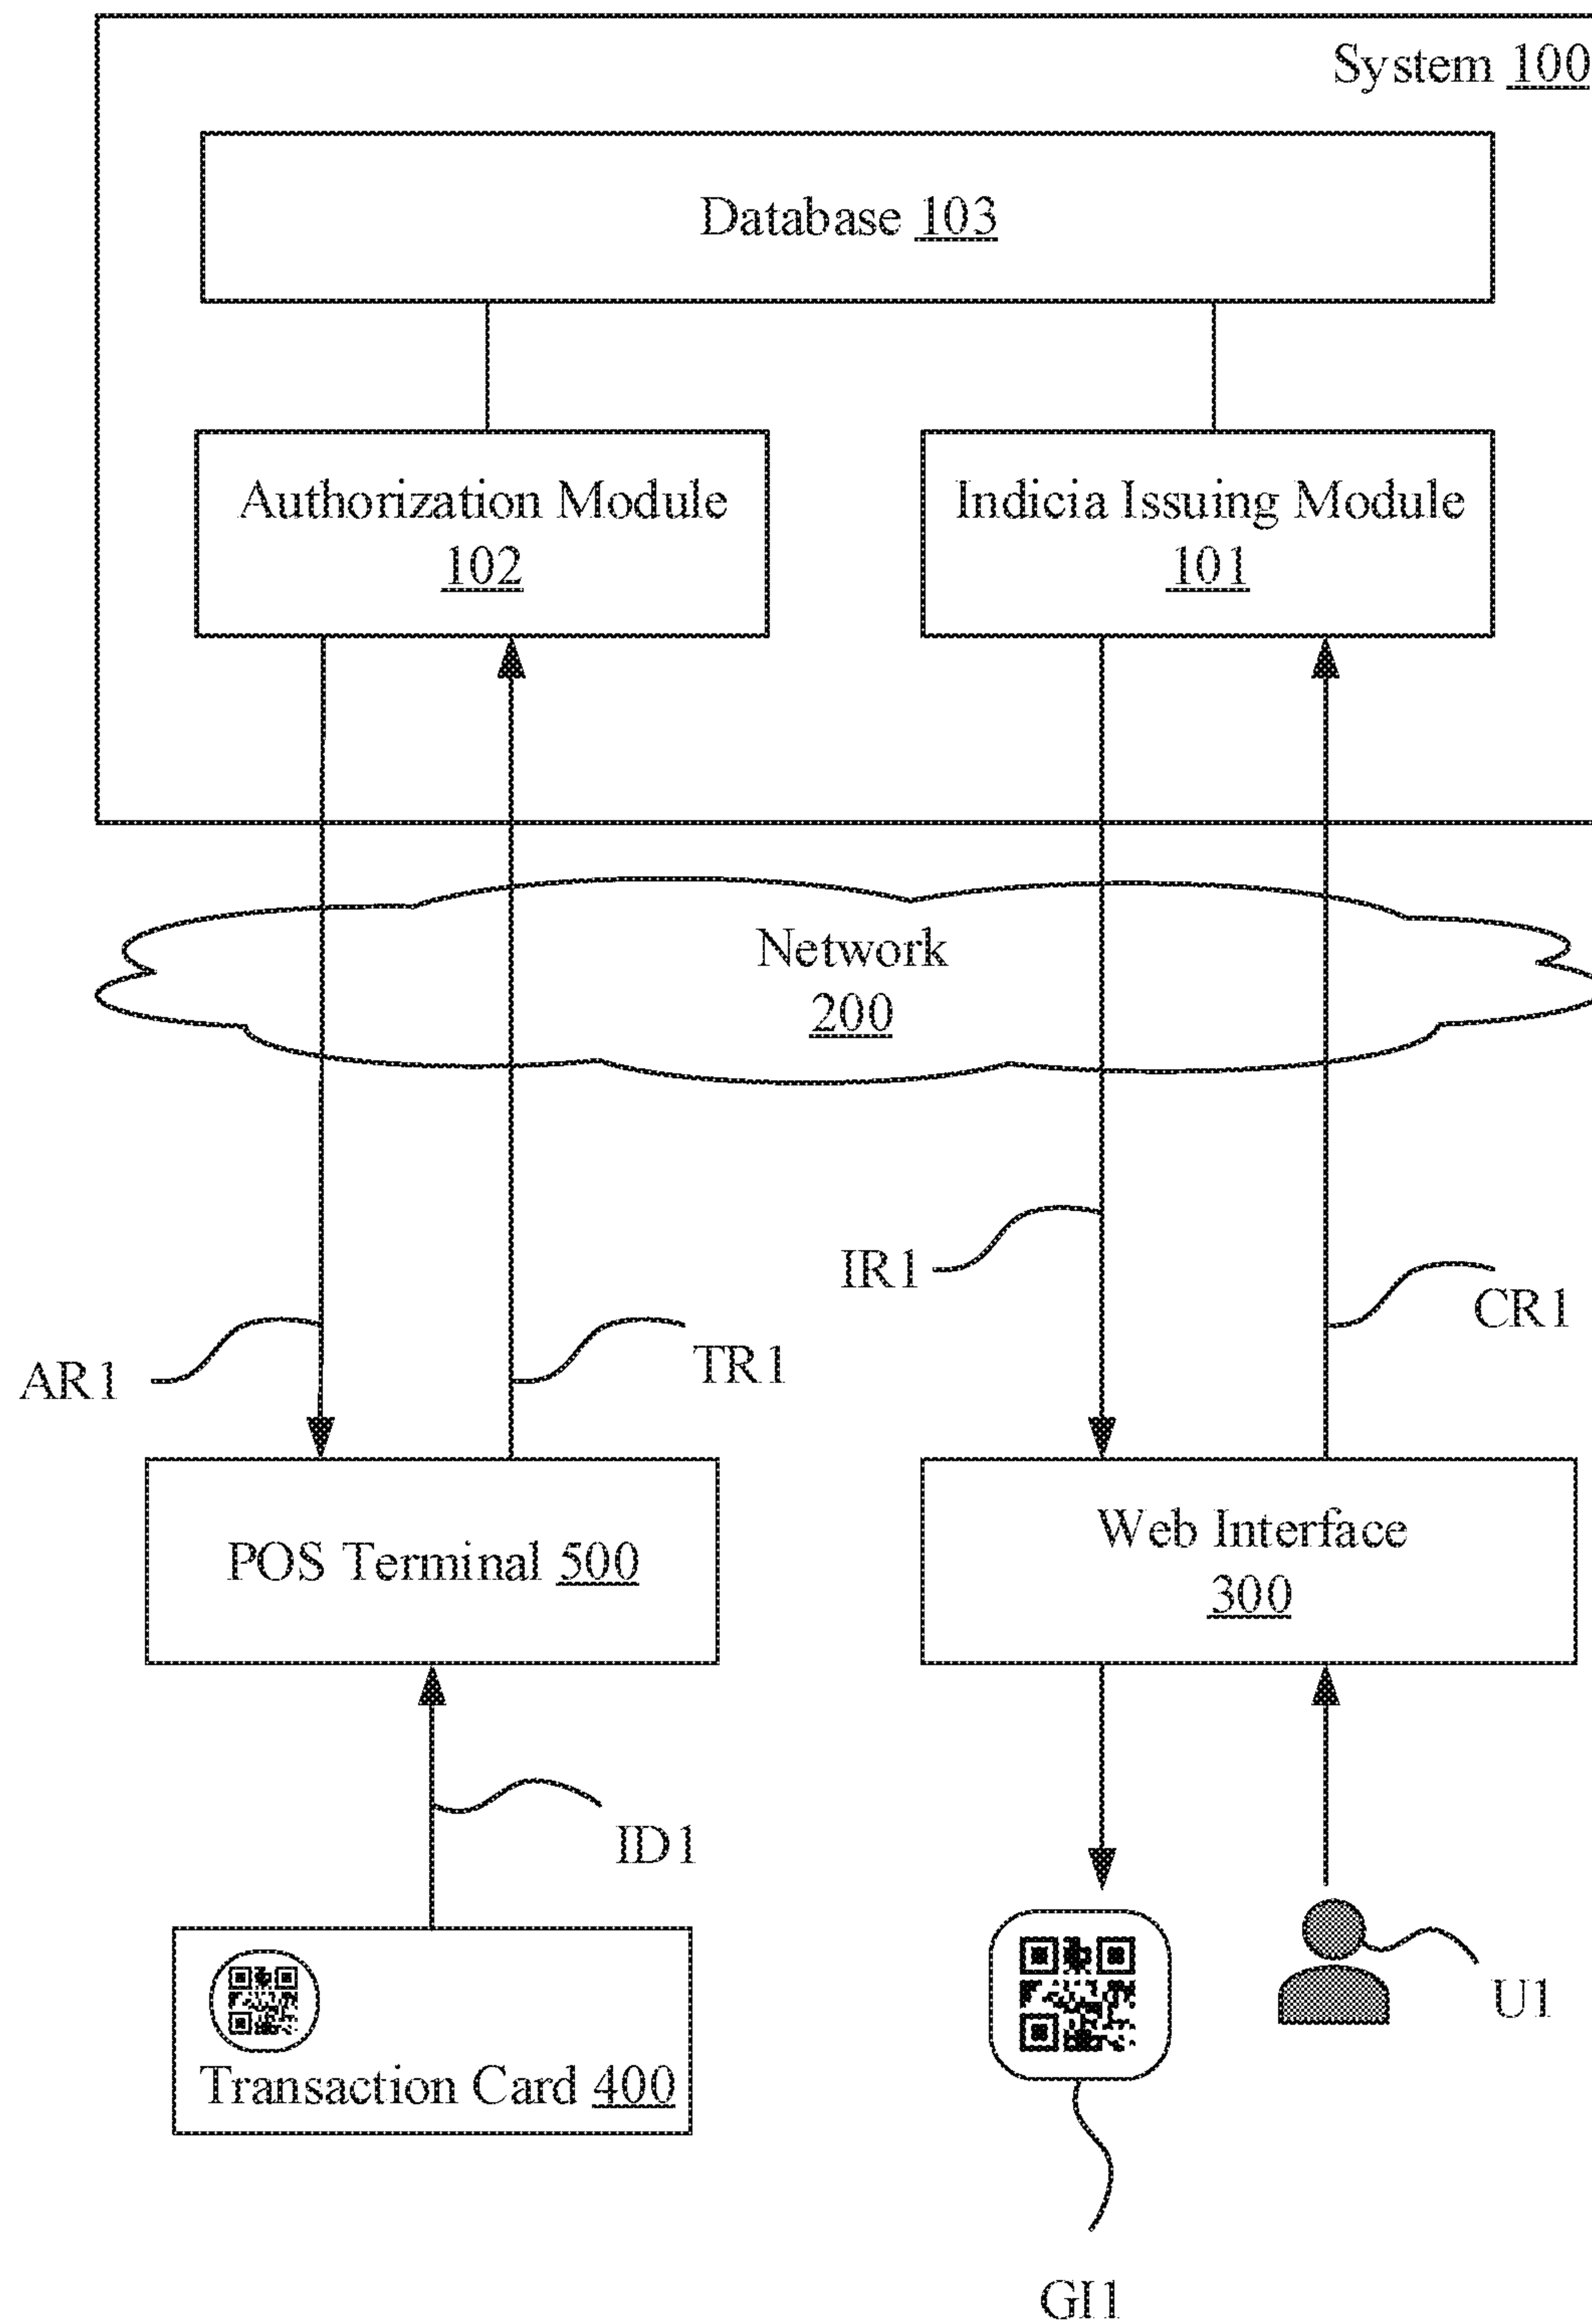 System 100
Database 103
Authorization Module
102
Indicia Issuing Module
101
Network
200
IR1
CR1
AR1
TR1
POS Terminal 500
Web Interface
300
ID1
Transaction Card 400
U1
GI1